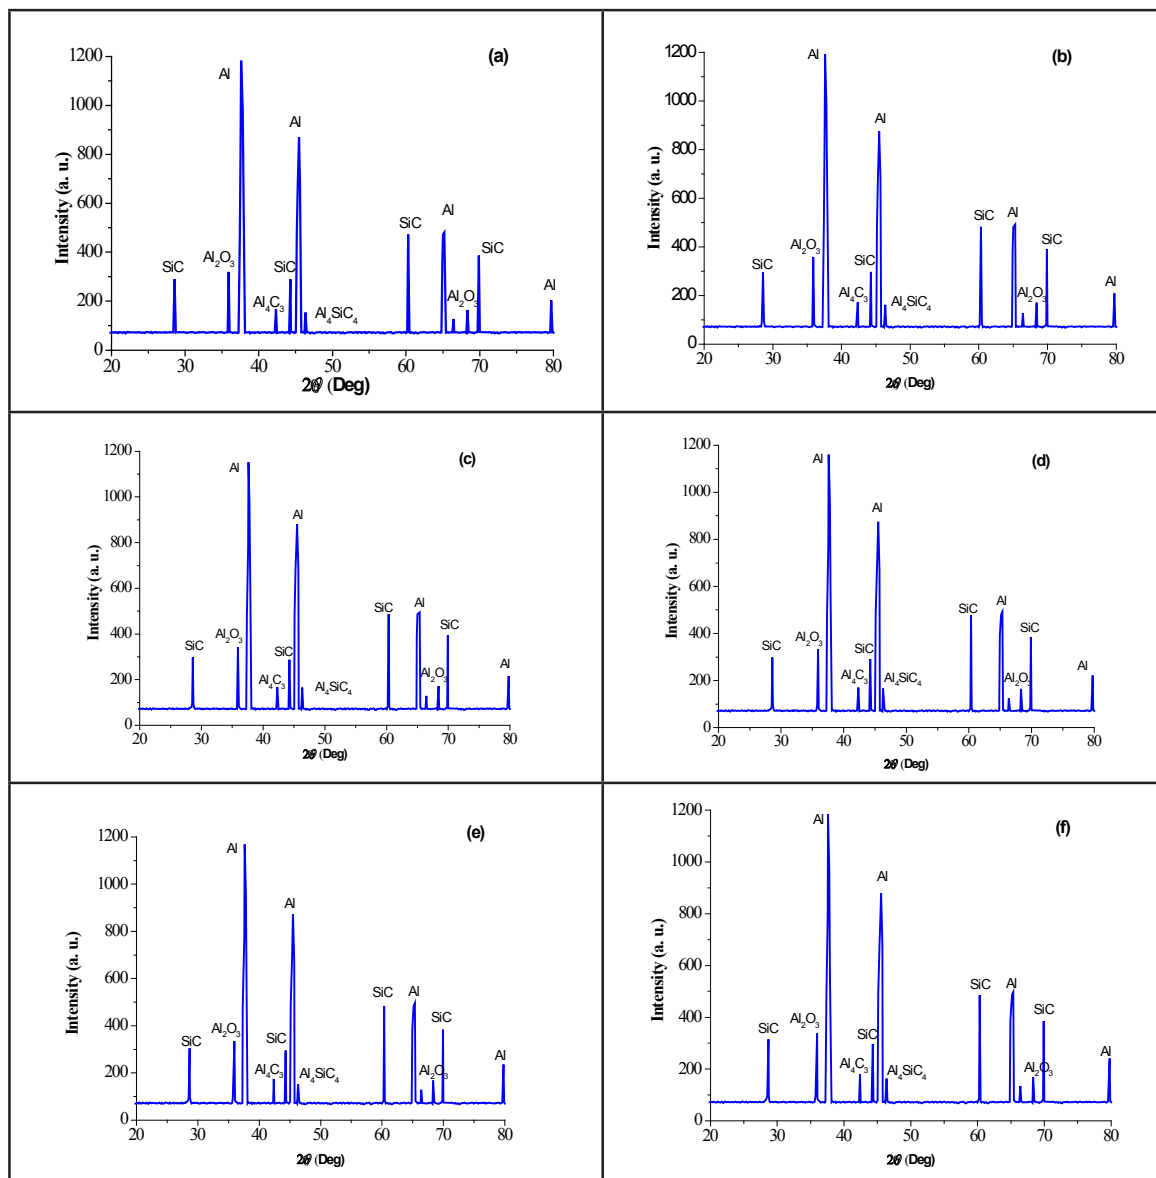 (a)
1200
1000
800
600
400
200
0
Intensity (a. u.)
Al
Al
SiC
Al
SiC
Al₂O₃
SiC
SiC
Al₄C₃
Al₄SiC₄
Al₂O₃
Al
20 30 40 50 60 70 80
2θ (Deg)
(b)
1200
1000
800
600
400
200
0
Intensity (a. u.)
Al
Al
SiC
Al
SiC
Al₂O₃
SiC
SiC
Al₄C₃
Al₄SiC₄
Al₂O₃
Al
20 30 40 50 60 70 80
2θ (Deg)
(c)
1200
1000
800
600
400
200
0
Intensity (a. u.)
Al
Al
SiC
Al
SiC
Al₂O₃
SiC
SiC
Al₄C₃
Al₄SiC₄
Al₂O₃
Al
20 30 40 50 60 70 80
2θ (Deg)
(d)
1200
1000
800
600
400
200
0
Intensity (a. u.)
Al
Al
SiC
Al
SiC
Al₂O₃
SiC
SiC
Al₄C₃
Al₄SiC₄
Al₂O₃
Al
20 30 40 50 60 70 80
2θ (Deg)
(e)
1200
1000
800
600
400
200
0
Intensity (a. u.)
Al
Al
SiC
Al
SiC
Al₂O₃
SiC
SiC
Al₄C₃
Al₄SiC₄
Al₂O₃
Al
20 30 40 50 60 70 80
2θ (Deg)
(f)
1200
1000
800
600
400
200
0
Intensity (a. u.)
Al
Al
SiC
Al
SiC
Al₂O₃
SiC
SiC
Al₄C₃
Al₄SiC₄
Al₂O₃
Al
20 30 40 50 60 70 80
2θ (Deg)